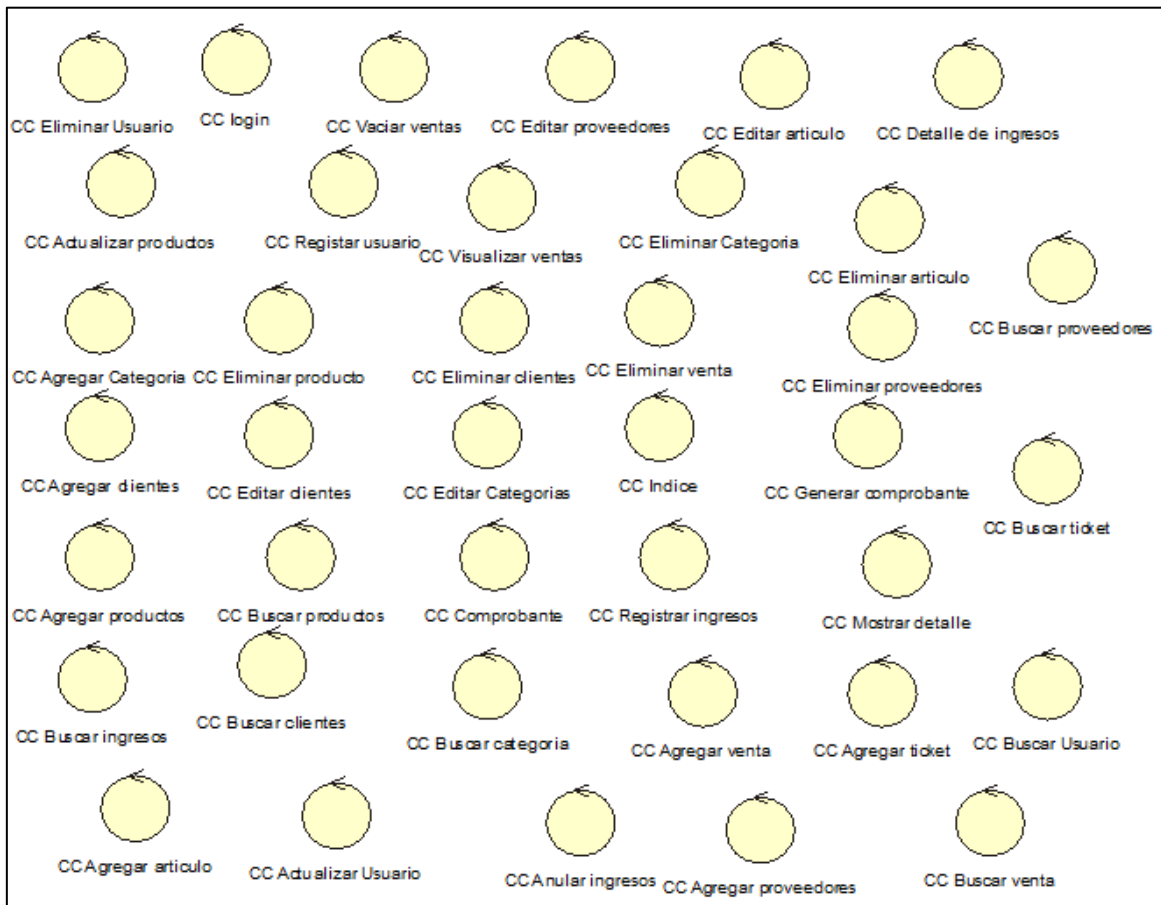 CC Eliminar Usuario
CC login
CC Vaciar ventas
CC Editar proveedores
CC Editar articulo
CC Detalle de ingresos
CC Actualizar productos
CC Registar usuario
CC Visualizar ventas
CC Eliminar Categoria
CC Eliminar articulo
CC Buscar proveedores
CC Agregar Categoria
CC Eliminar producto
CC Eliminar clientes
CC Eliminar venta
CC Eliminar proveedores
CC Agregar clientes
CC Editar clientes
CC Editar Categorias
CC Indice
CC Generar comprobante
CC Buscar ticket
CC Agregar productos
CC Buscar productos
CC Comprobante
CC Registrar ingresos
CC Mostrar detalle
CC Buscar ingresos
CC Buscar clientes
CC Buscar categoria
CC Agregar venta
CC Agregar ticket
CC Buscar Usuario
CC Agregar articulo
CC Actualizar Usuario
CC Anular ingresos
CC Agregar proveedores
CC Buscar venta